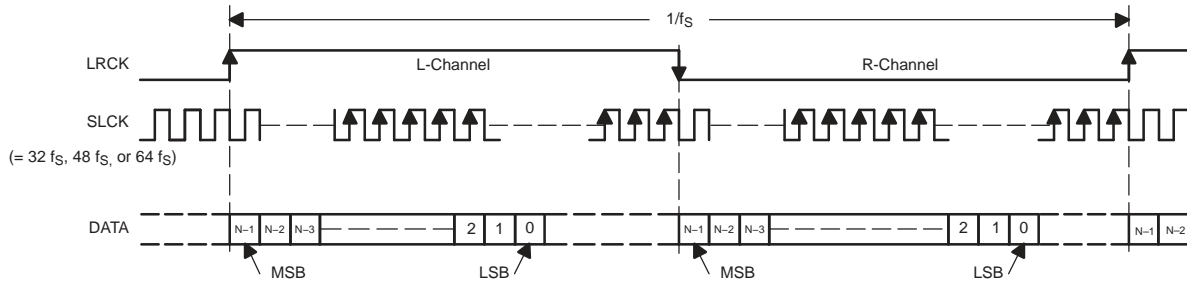 1/fS
LRCK
L-Channel
R-Channel
SLCK
(= 32 fS, 48 fS, or 64 fS)
DATA
N–1 N–2 N–3 2 1 0 N–1 N–2 N–3 2 1 0 N–1 N–2
MSB LSB MSB LSB